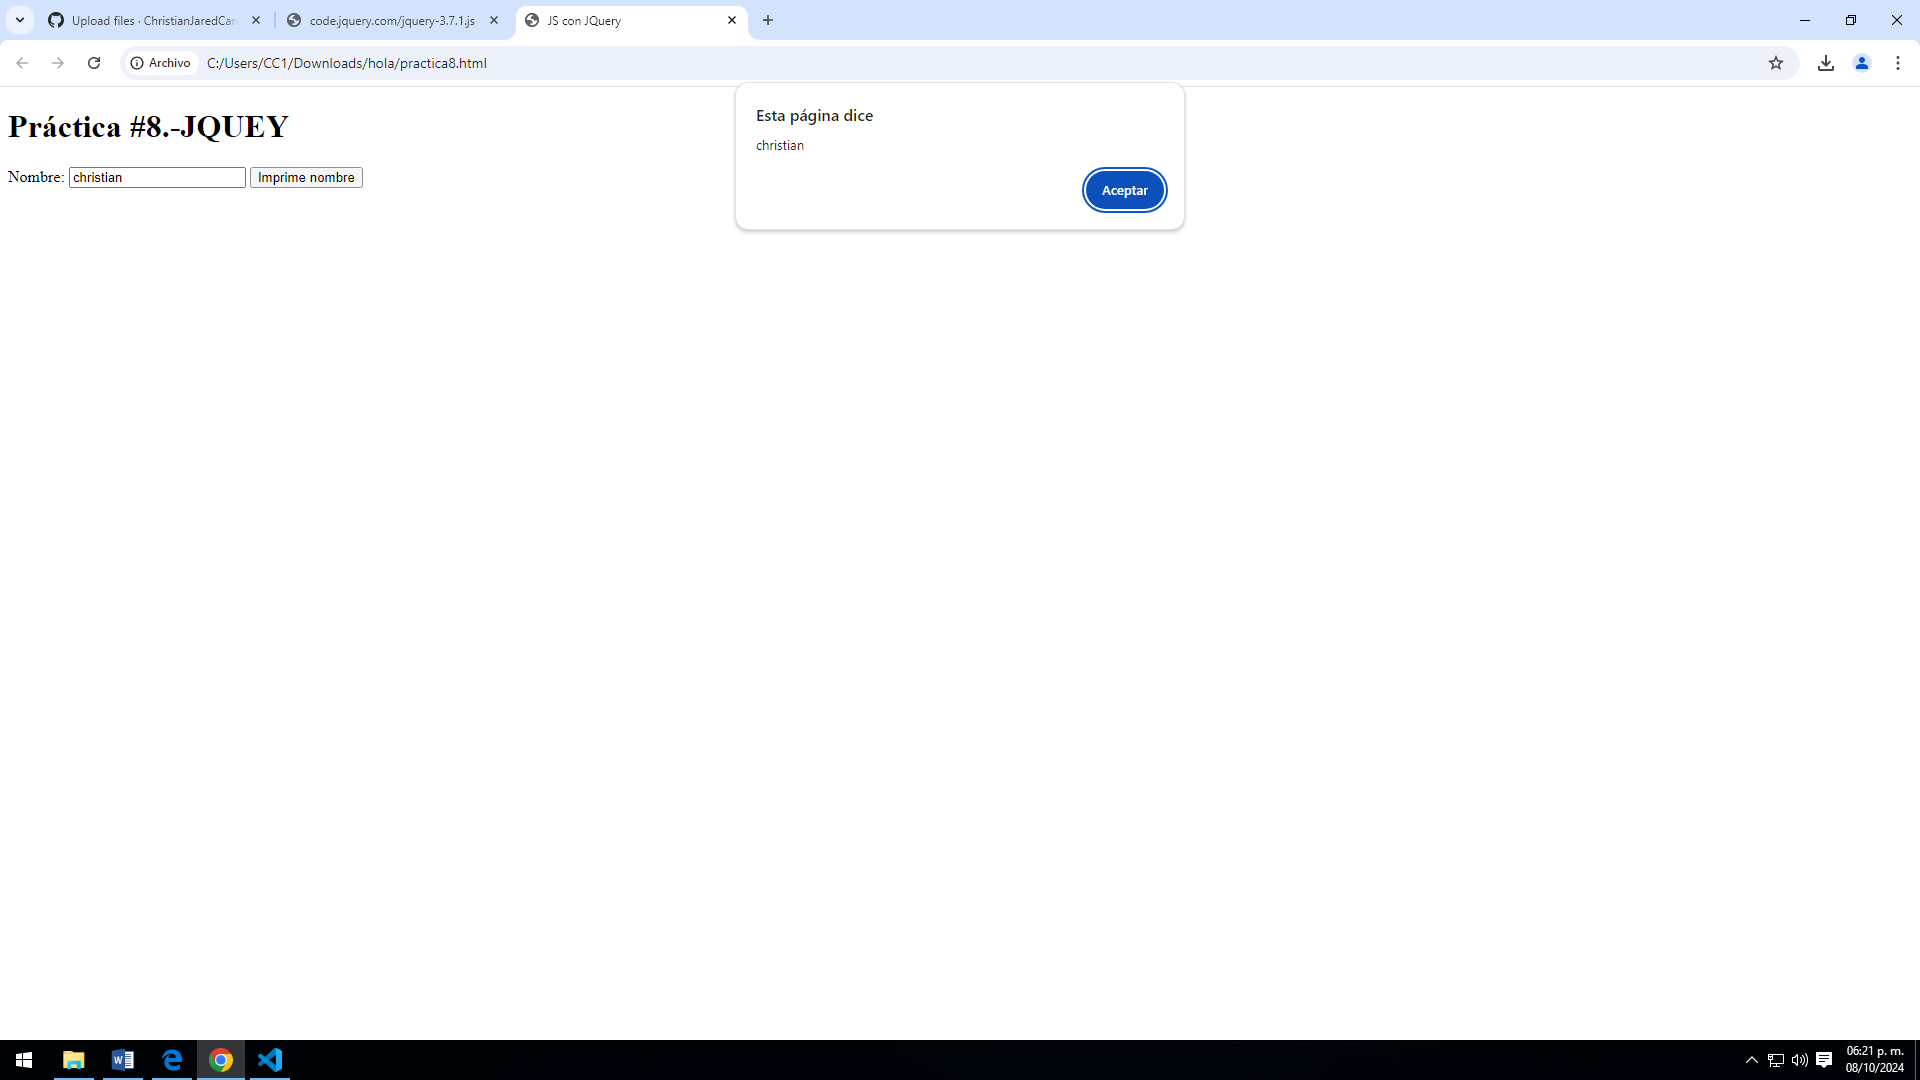 Upload files · ChristianJaredCar
code.jquery.com/jquery-3.7.1.js
JS con JQuery
Archivo
C:/Users/CC1/Downloads/hola/practica8.html
Esta página dice
christian
Aceptar
Práctica #8.-JQUEY
Nombre: christian Imprime nombre
06:21 p. m.
08/10/2024